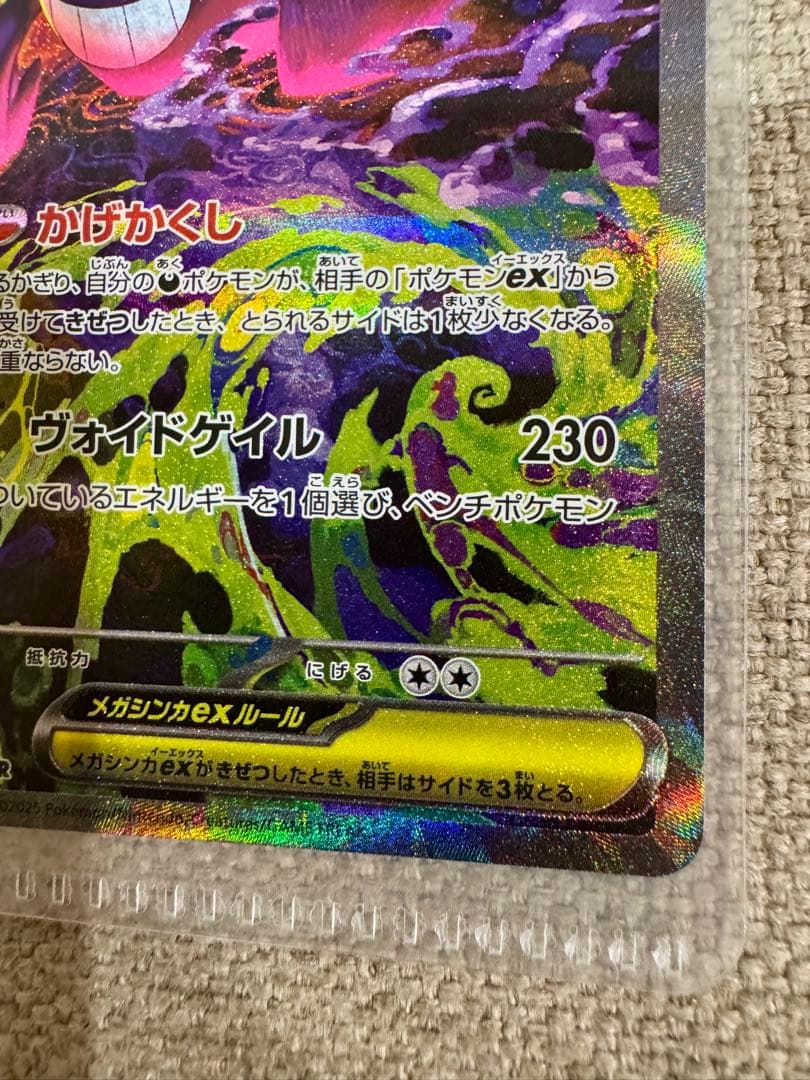 かげかくし
るかぎり、自分のポケモンが、相手の「ポケモンex」から
受けてきぜつしたとき、とられるサイドは1枚少なくなる。
重ならない。
ヴォイドゲイル 230
ついているエネルギーを1個選び、ベンチポケモン
抵抗力 にげる
メガシンカexルール
メガシンカexがきぜつしたとき、相手はサイドを3枚とる。
R
©2025 Pokémon/Nintendo/Creatures/GAME FREAK